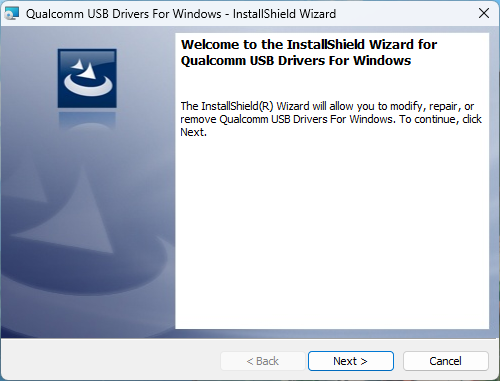 Qualcomm USB Drivers For Windows - InstallShield Wizard
Welcome to the InstallShield Wizard for
Qualcomm USB Drivers For Windows
The InstallShield(R) Wizard will allow you to modify, repair, or
remove Qualcomm USB Drivers For Windows. To continue, click
Next.
< Back
Next >
Cancel